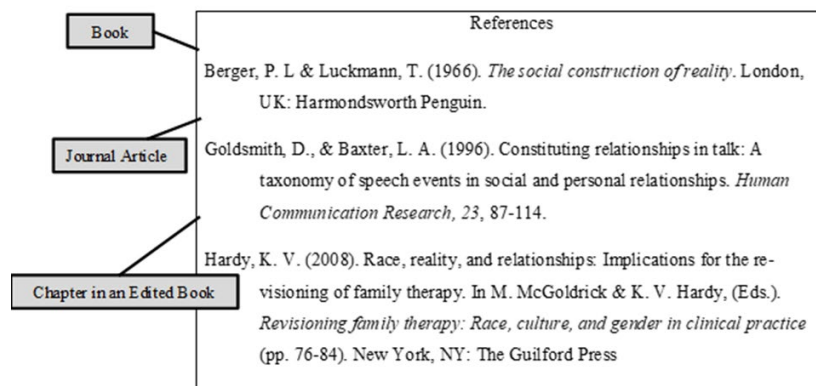 References
Book
Berger, P. L & Luckmann, T. (1966). The social construction of reality. London,
UK: Harmondsworth Penguin.
Journal Article
Goldsmith, D., & Baxter, L. A. (1996). Constituting relationships in talk: A
taxonomy of speech events in social and personal relationships. Human
Communication Research, 23, 87-114.
Chapter in an Edited Book
Hardy, K. V. (2008). Race, reality, and relationships: Implications for the re-
visioning of family therapy. In M. McGoldrick & K. V. Hardy, (Eds.).
Revisioning family therapy: Race, culture, and gender in clinical practice
(pp. 76-84). New York, NY: The Guilford Press